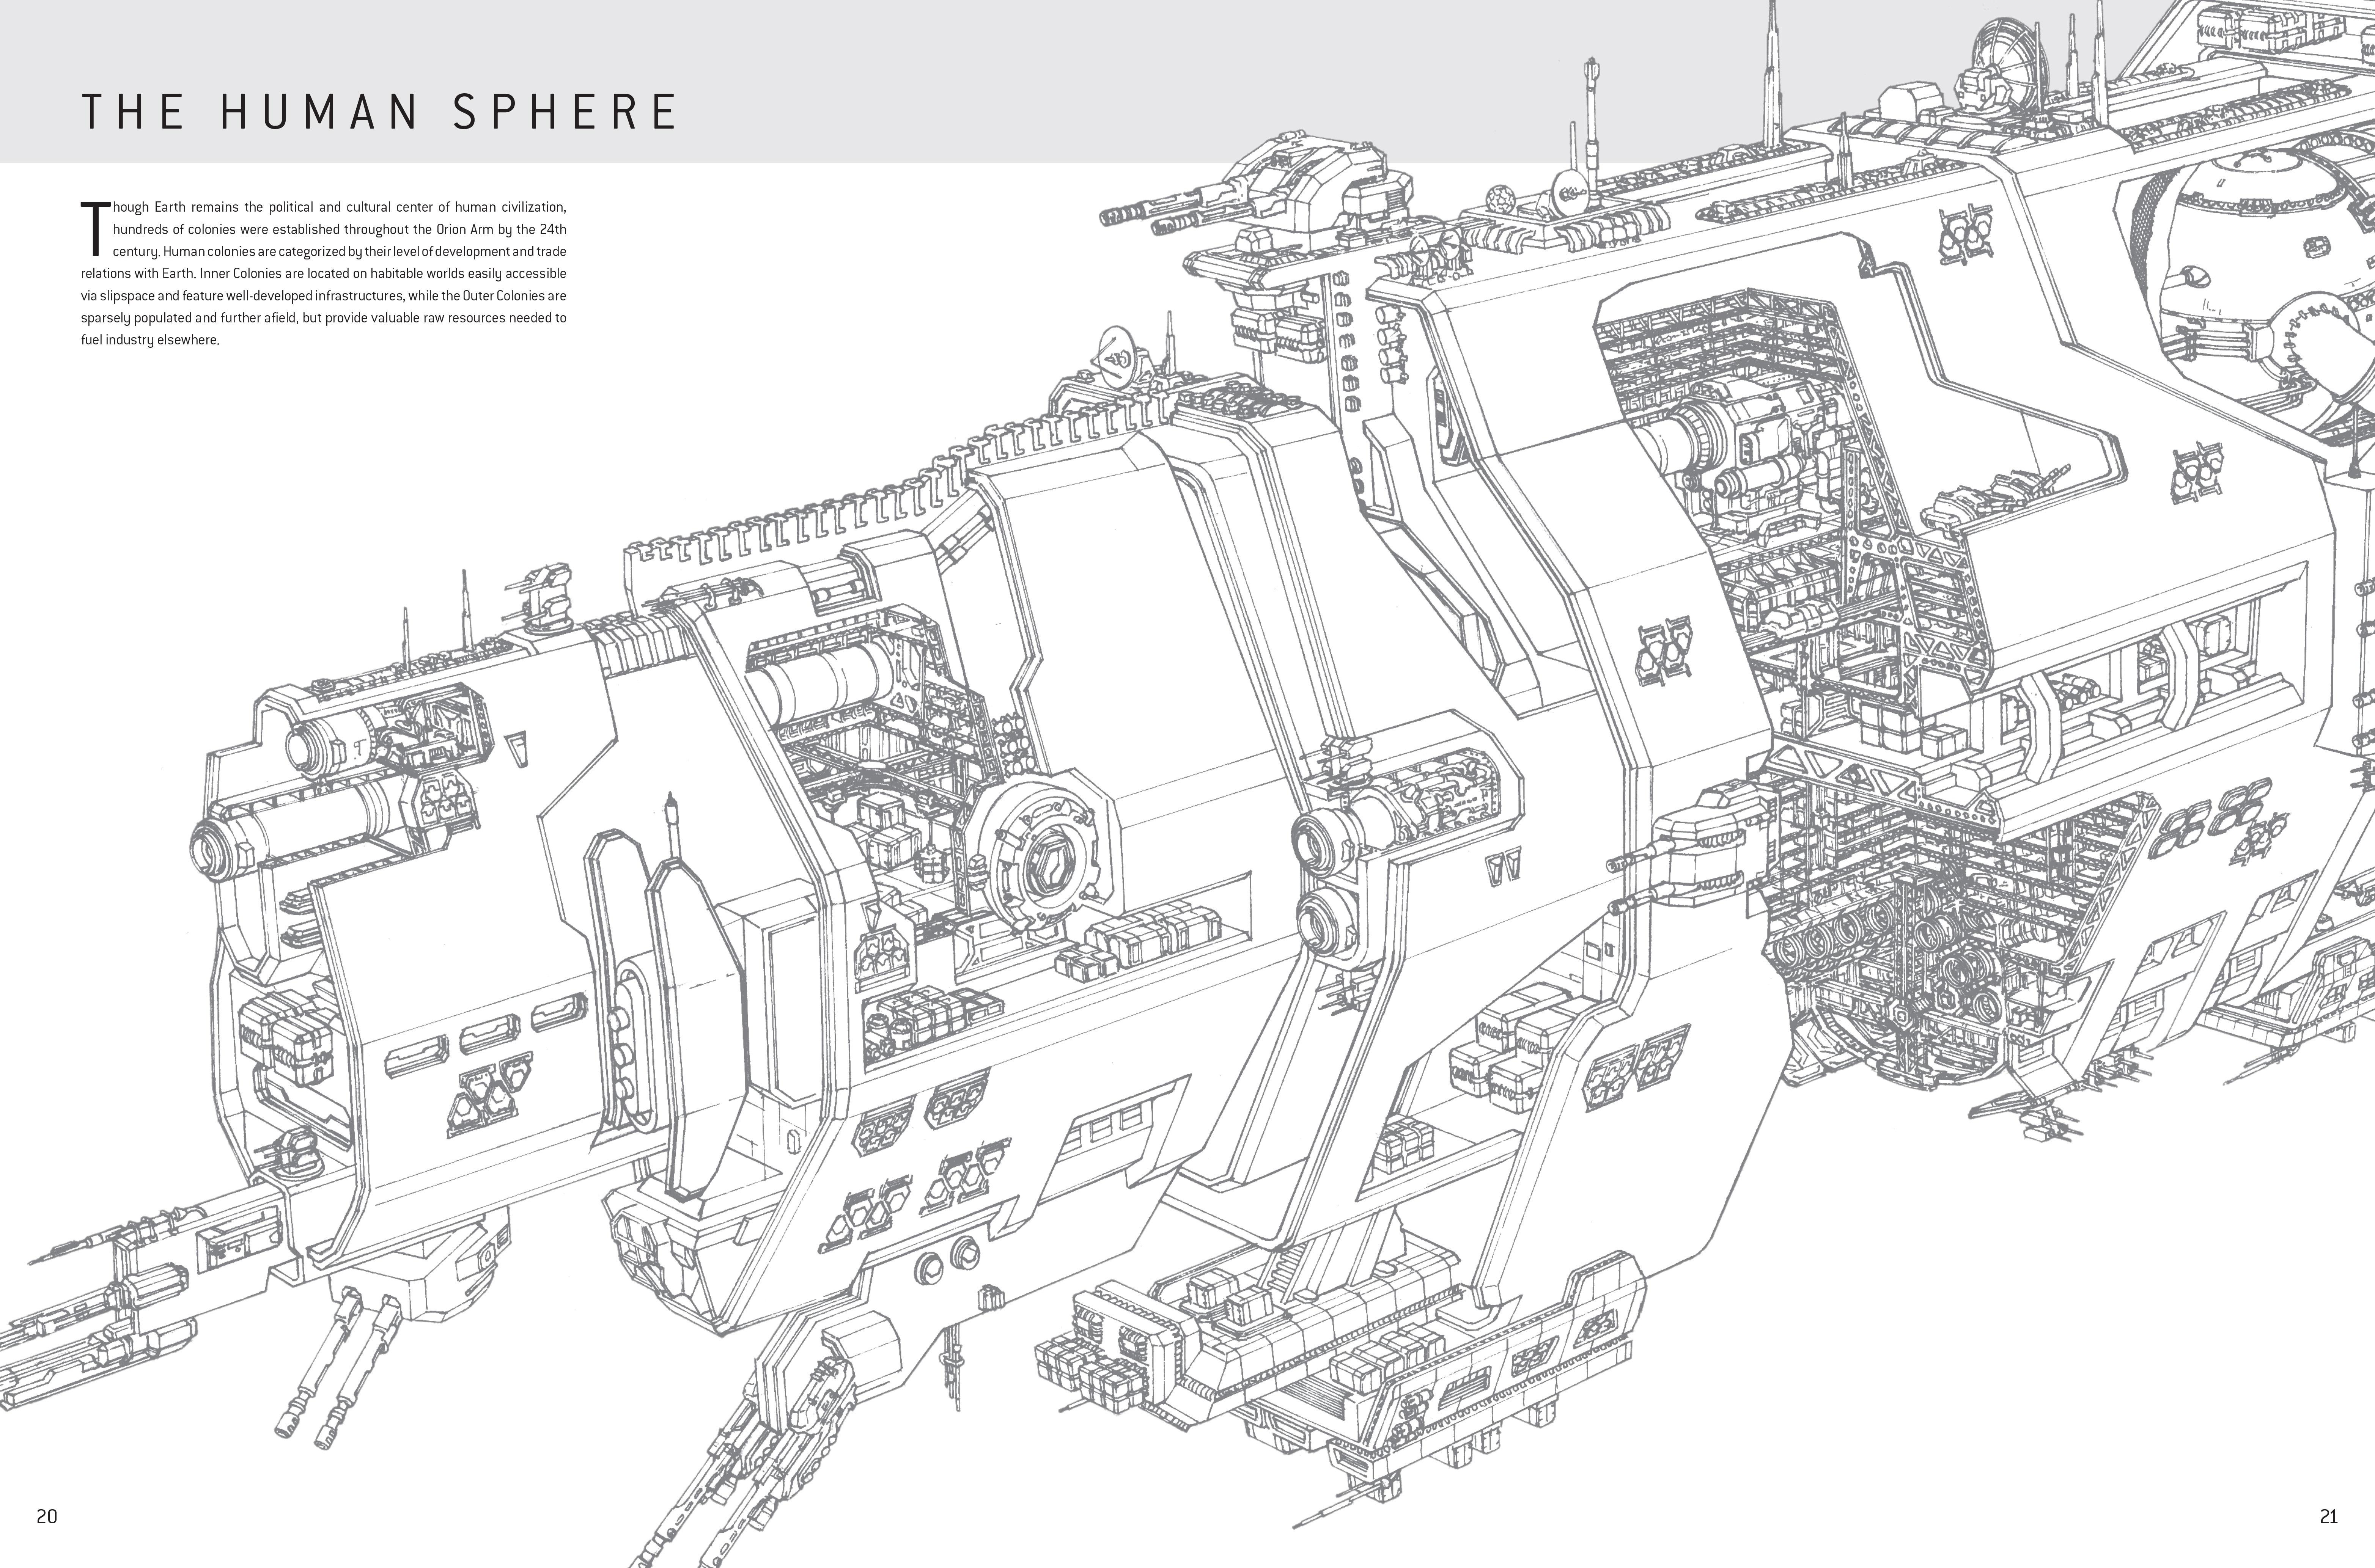 THE HUMAN SPHERE
Though Earth remains the political and cultural center of human civilization,
hundreds of colonies were established throughout the Orion Arm by the 24th
century. Human colonies are categorized by their level of development and trade
relations with Earth. Inner Colonies are located on habitable worlds easily accessible
via slipspace and feature well-developed infrastructures, while the Outer Colonies are
sparsely populated and further afield, but provide valuable raw resources needed to
fuel industry elsewhere.
20
21